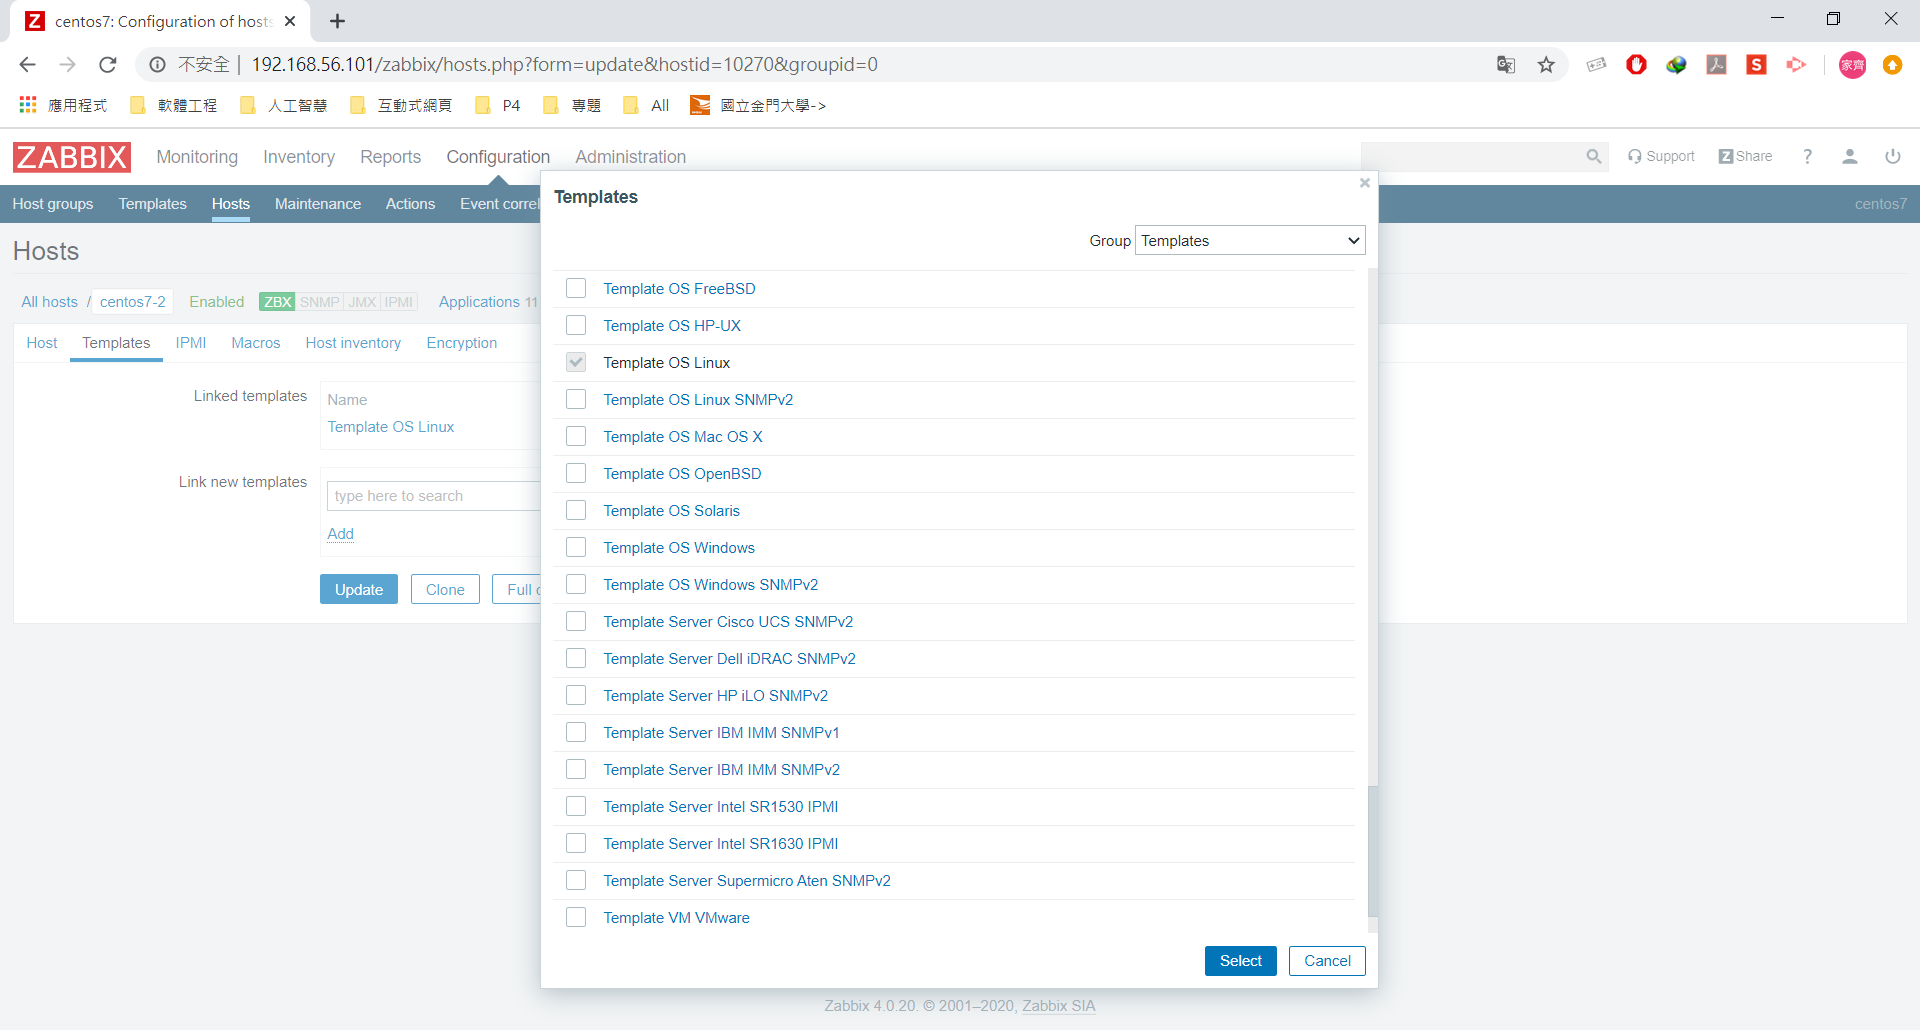 centos7: Configuration of hosts
不安全 | 192.168.56.101/zabbix/hosts.php?form=update&hostid=10270&groupid=0
家齊
應用程式 軟體工程 人工智慧 互動式網頁 P4 專題 All 國立金門大學->
ZABBIX Monitoring Inventory Reports Configuration Administration Support Z Share ?
Host groups Templates Hosts Maintenance Actions Event correl centos7
Hosts
All hosts / centos7-2 Enabled ZBX SNMP JMX IPMI Applications 11
Host Templates IPMI Macros Host inventory Encryption
Linked templates
Name
Template OS Linux
Link new templates
type here to search
Add
Update Clone Full c
Templates
Group Templates
Template OS FreeBSD
Template OS HP-UX
Template OS Linux
Template OS Linux SNMPv2
Template OS Mac OS X
Template OS OpenBSD
Template OS Solaris
Template OS Windows
Template OS Windows SNMPv2
Template Server Cisco UCS SNMPv2
Template Server Dell iDRAC SNMPv2
Template Server HP iLO SNMPv2
Template Server IBM IMM SNMPv1
Template Server IBM IMM SNMPv2
Template Server Intel SR1530 IPMI
Template Server Intel SR1630 IPMI
Template Server Supermicro Aten SNMPv2
Template VM VMware
Select Cancel
Zabbix 4.0.20. © 2001–2020, Zabbix SIA